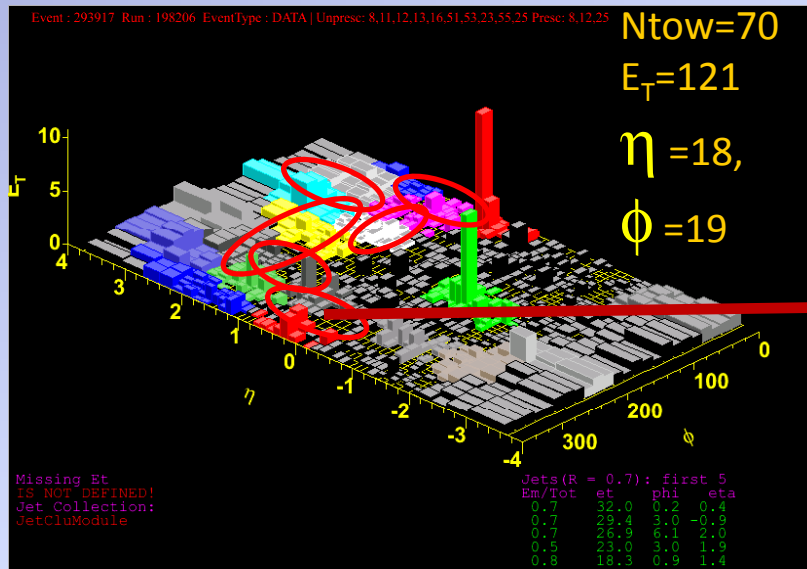 Event : 293917 Run : 198206 EventType : DATA | Unpresc: 8,11,12,13,16,51,53,23,55,25 Presc: 8,12,25
Ntow=70
E_T=121
η =18,
ϕ =19
10
5
0
E_T
4
3
2
1
0
-1
-2
-3
-4
η
300
200
100
0
ϕ
Missing Et
IS NOT DEFINED!
Jet Collection:
JetCluModule
Jets(R = 0.7): first 5
Em/Tot et phi eta
0.7 32.0 0.2 0.4
0.7 29.4 3.0 -0.9
0.7 26.9 6.1 2.0
0.5 23.0 3.0 1.9
0.8 18.3 0.9 1.4